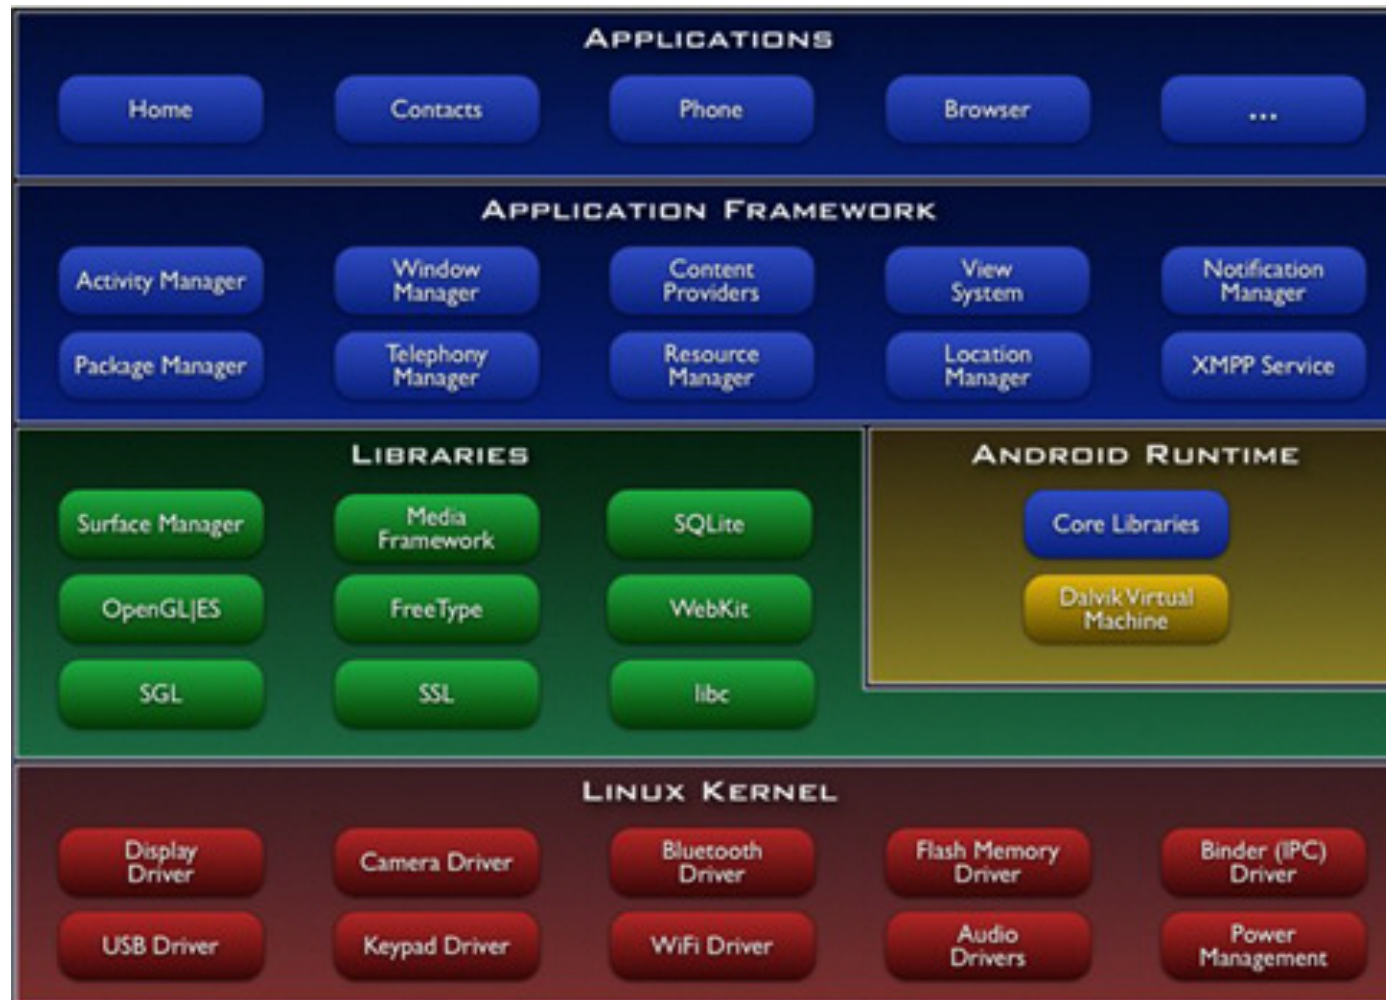 APPLICATIONS
Home
Contacts
Phone
Browser
...
APPLICATION FRAMEWORK
Activity Manager
Window
Manager
Content
Providers
View
System
Notification
Manager
Package Manager
Telephony
Manager
Resource
Manager
Location
Manager
XMPP Service
LIBRARIES
Surface Manager
Media
Framework
SQLite
OpenGL|ES
FreeType
WebKit
SGL
SSL
libc
ANDROID RUNTIME
Core Libraries
Dalvik Virtual
Machine
LINUX KERNEL
Display
Driver
Camera Driver
Bluetooth
Driver
Flash Memory
Driver
Binder (IPC)
Driver
USB Driver
Keypad Driver
WiFi Driver
Audio
Drivers
Power
Management